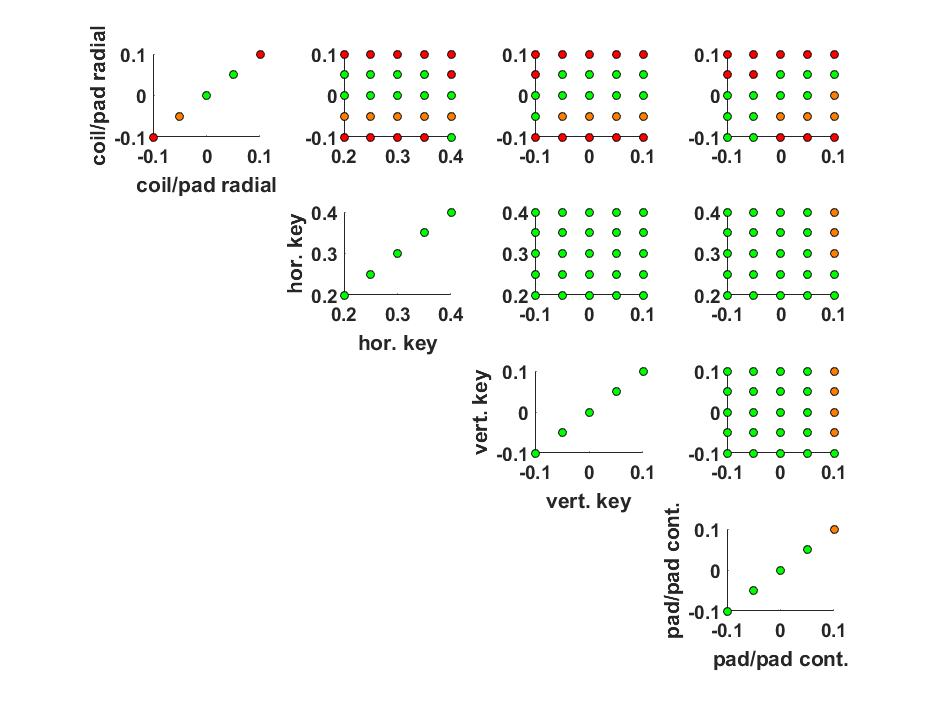 coil/pad radial
0.1 0.1 0.1 0.1
0 0 0 0
-0.1 -0.1 -0.1 -0.1
-0.1 0 0.1 0.2 0.3 0.4 -0.1 0 0.1 -0.1 0 0.1
coil/pad radial
hor. key
0.4 0.4 0.4
0.3 0.3 0.3
0.2 0.2 0.2
0.2 0.3 0.4 -0.1 0 0.1 -0.1 0 0.1
hor. key
vert. key
0.1 0.1
0 0
-0.1 -0.1
-0.1 0 0.1 -0.1 0 0.1
vert. key
pad/pad cont.
0.1
0
-0.1
-0.1 0 0.1
pad/pad cont.